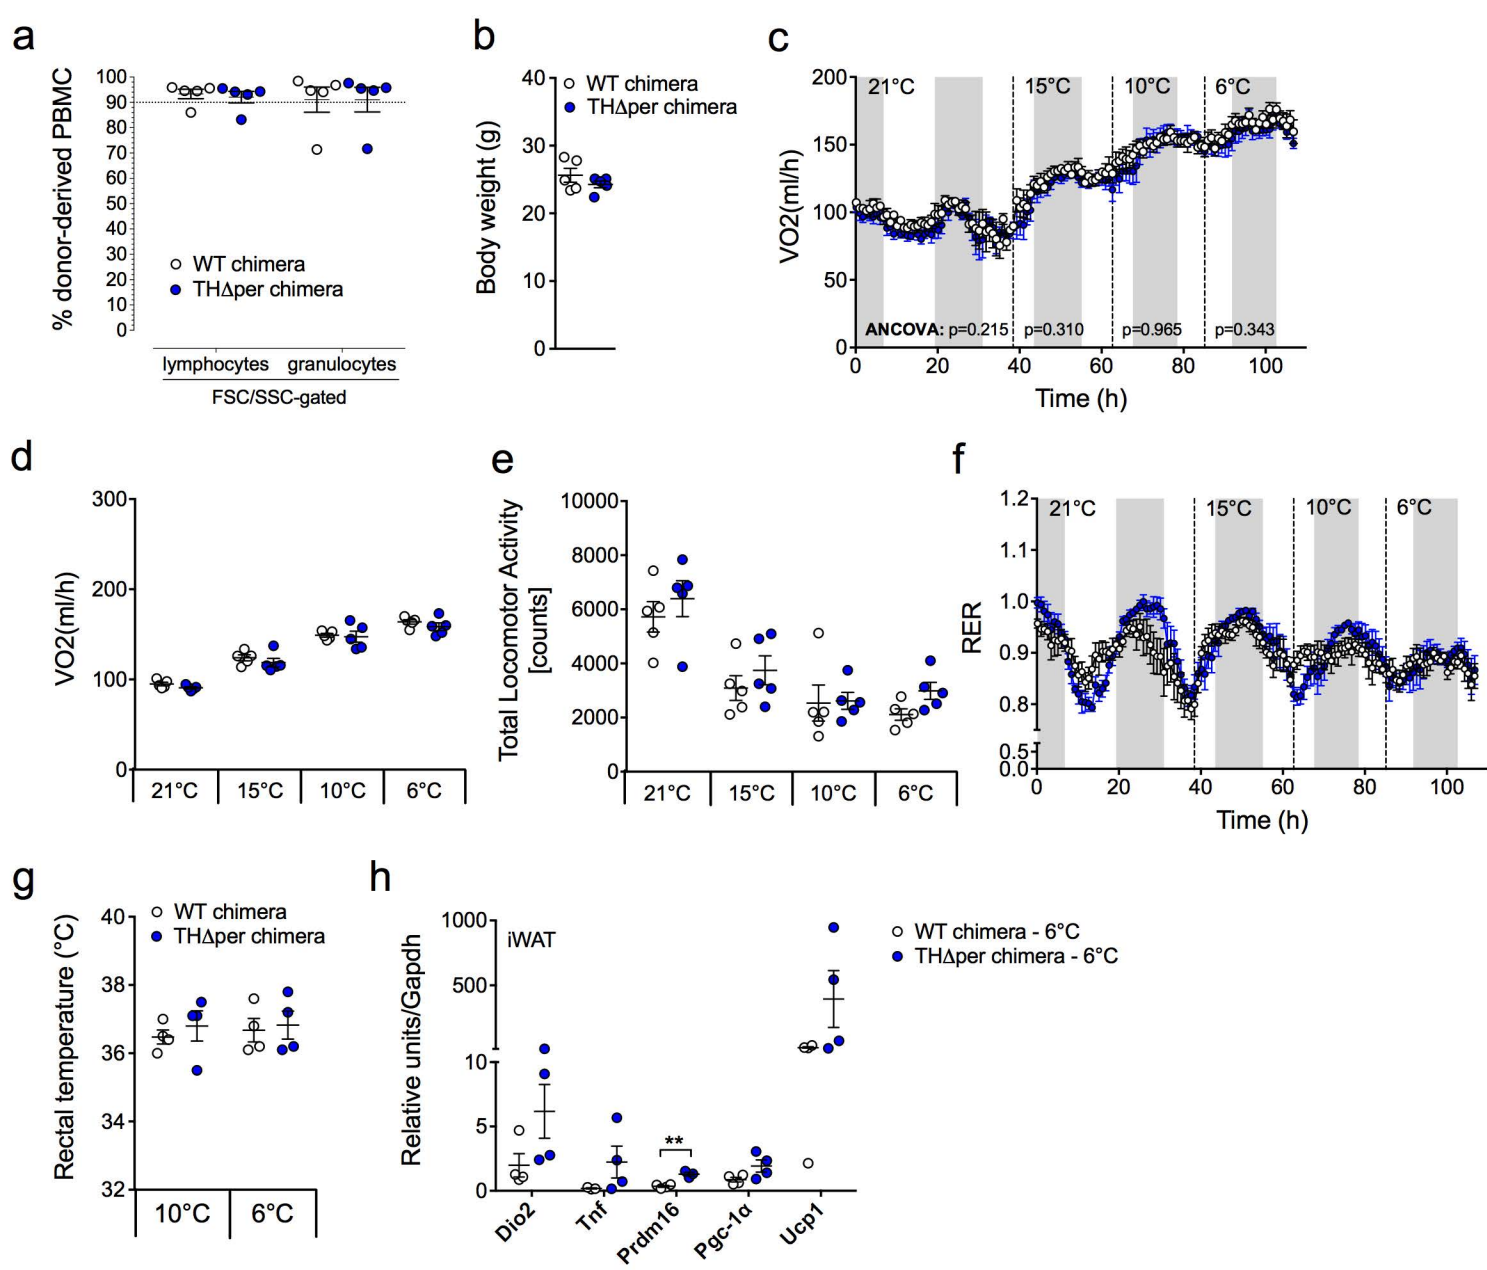 a
% donor-derived PBMC
100
90
80
70
60
50
40
30
20
10
0
WT chimera
THΔper chimera
lymphocytes granulocytes
FSC/SSC-gated
b
Body weight (g)
40
30
20
10
0
WT chimera
THΔper chimera
c
VO2(ml/h)
200
150
100
50
0
21°C 15°C 10°C 6°C
ANCOVA: p=0.215 p=0.310 p=0.965 p=0.343
0 20 40 60 80 100
Time (h)
d
VO2(ml/h)
300
200
100
0
21°C 15°C 10°C 6°C
e
Total Locomotor Activity
[counts]
10000
8000
6000
4000
2000
0
21°C 15°C 10°C 6°C
f
RER
1.2
1.1
1.0
0.9
0.8
0.5
0.0
21°C 15°C 10°C 6°C
0 20 40 60 80 100
Time (h)
g
Rectal temperature (°C)
40
38
36
34
32
WT chimera
THΔper chimera
10°C 6°C
h
Relative units/Gapdh
1000
500
10
5
0
iWAT
**
Dio2 Tnf Prdm16 Pgc-1α Ucp1
WT chimera - 6°C
THΔper chimera - 6°C